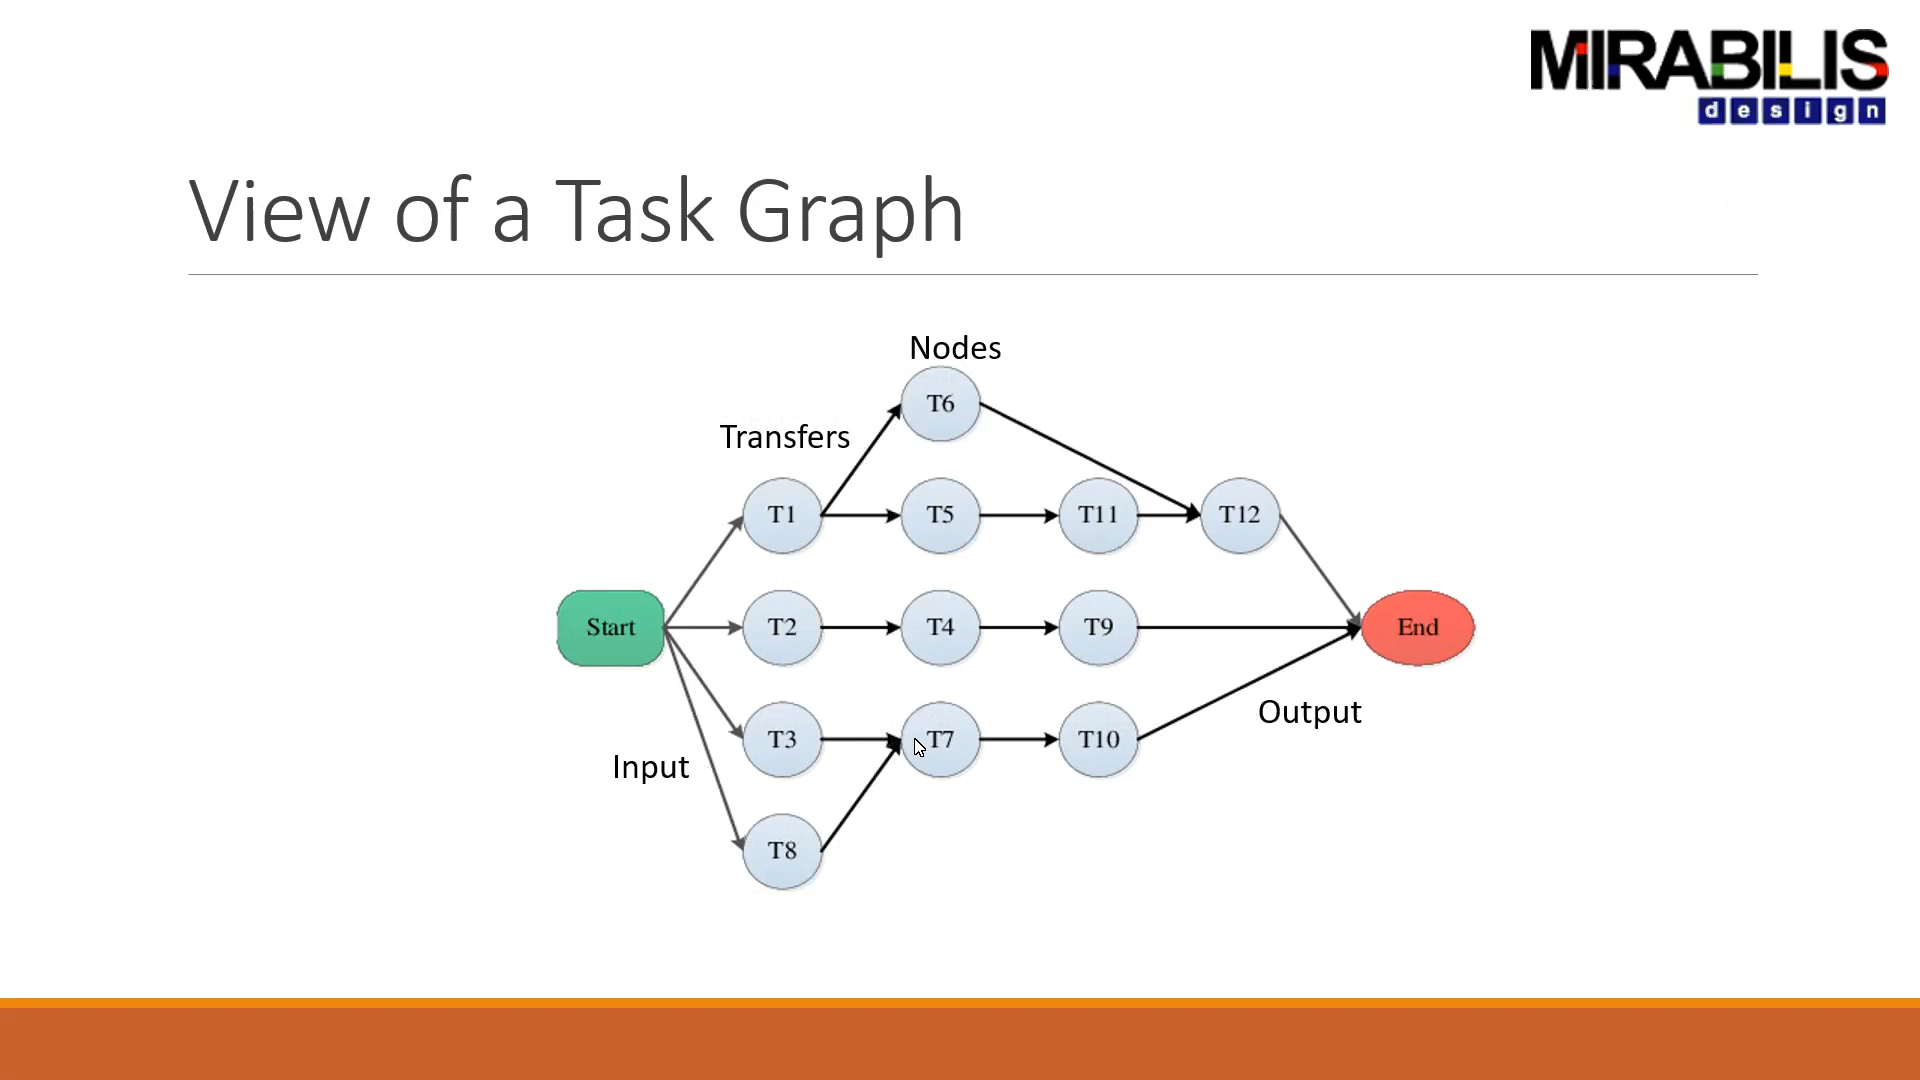 MIRABILIS
design
View of a Task Graph
Nodes
T6
Transfers
T1
T5
T11
T12
Start
T2
T4
T9
End
Output
T3
T7
T10
Input
T8